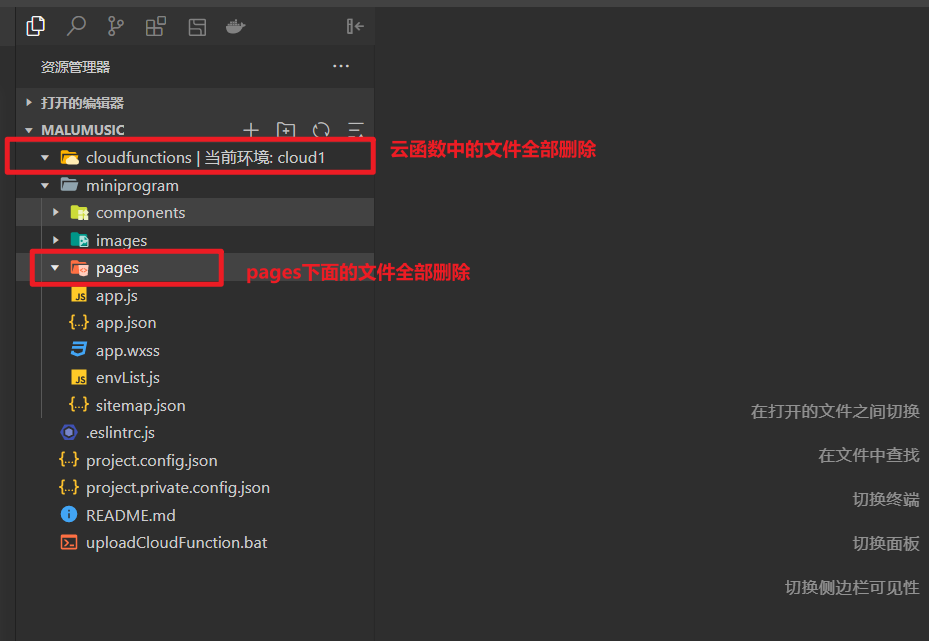 资源管理器
打开的编辑器
MALUMUSIC
cloudfunctions | 当前环境: cloud1
云函数中的文件全部删除
miniprogram
components
images
pages
pages下面的文件全部删除
JS app.js
{..} app.json
app.wxss
JS envList.js
{..} sitemap.json
.eslintrc.js
{..} project.config.json
{..} project.private.config.json
README.md
uploadCloudFunction.bat
在打开的文件之间切换
在文件中查找
切换终端
切换面板
切换侧边栏可见性